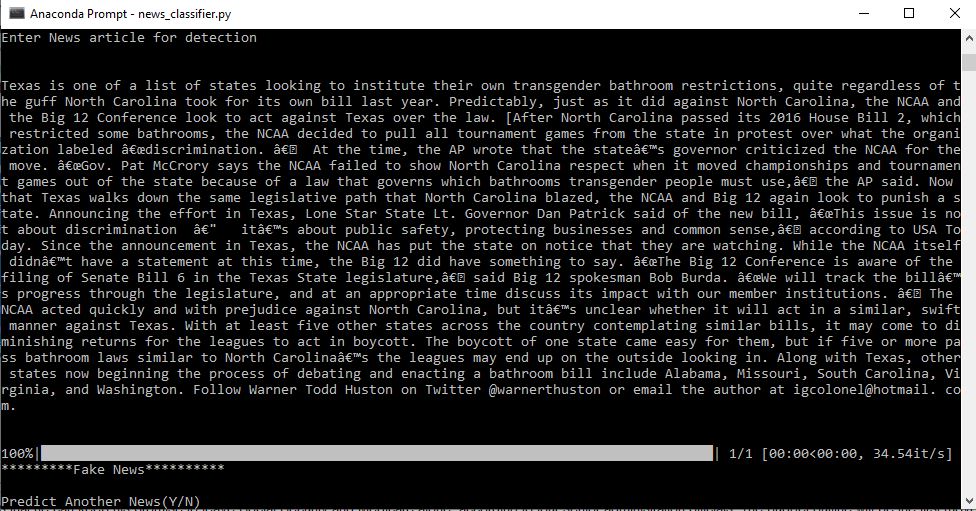 Anaconda Prompt - news_classifier.py
Enter News article for detection
Texas is one of a list of states looking to institute their own transgender bathroom restrictions, quite regardless of t
he guff North Carolina took for its own bill last year. Predictably, just as it did against North Carolina, the NCAA and
the Big 12 Conference look to act against Texas over the law. [After North Carolina passed its 2016 House Bill 2, which
restricted some bathrooms, the NCAA decided to pull all tournament games from the state in protest over what the organi
zation labeled â€œdiscrimination. â€⍰  At the time, the AP wrote that the stateâ€™s governor criticized the NCAA for the
move. â€œGov. Pat McCrory says the NCAA failed to show North Carolina respect when it moved championships and tournamen
t games out of the state because of a law that governs which bathrooms transgender people must use,â€⍰ the AP said. Now
that Texas walks down the same legislative path that North Carolina blazed, the NCAA and Big 12 again look to punish a s
tate. Announcing the effort in Texas, Lone Star State Lt. Governor Dan Patrick said of the new bill, â€œThis issue is no
t about discrimination  â€"   itâ€™s about public safety, protecting businesses and common sense,â€⍰ according to USA To
day. Since the announcement in Texas, the NCAA has put the state on notice that they are watching. While the NCAA itself
didnâ€™t have a statement at this time, the Big 12 did have something to say. â€œThe Big 12 Conference is aware of the
filing of Senate Bill 6 in the Texas State legislature,â€⍰ said Big 12 spokesman Bob Burda. â€œWe will track the billâ€™
s progress through the legislature, and at an appropriate time discuss its impact with our member institutions. â€⍰ The
NCAA acted quickly and with prejudice against North Carolina, but itâ€™s unclear whether it will act in a similar, swift
manner against Texas. With at least five other states across the country contemplating similar bills, it may come to di
minishing returns for the leagues to act in boycott. The boycott of one state came easy for them, but if five or more pa
ss bathroom laws similar to North Carolinaâ€™s the leagues may end up on the outside looking in. Along with Texas, other
states now beginning the process of debating and enacting a bathroom bill include Alabama, Missouri, South Carolina, Vi
rginia, and Washington. Follow Warner Todd Huston on Twitter @warnerthuston or email the author at igcolonel@hotmail. co
m.
100%| | 1/1 [00:00<00:00, 34.54it/s]
*********Fake News**********
Predict Another News(Y/N)